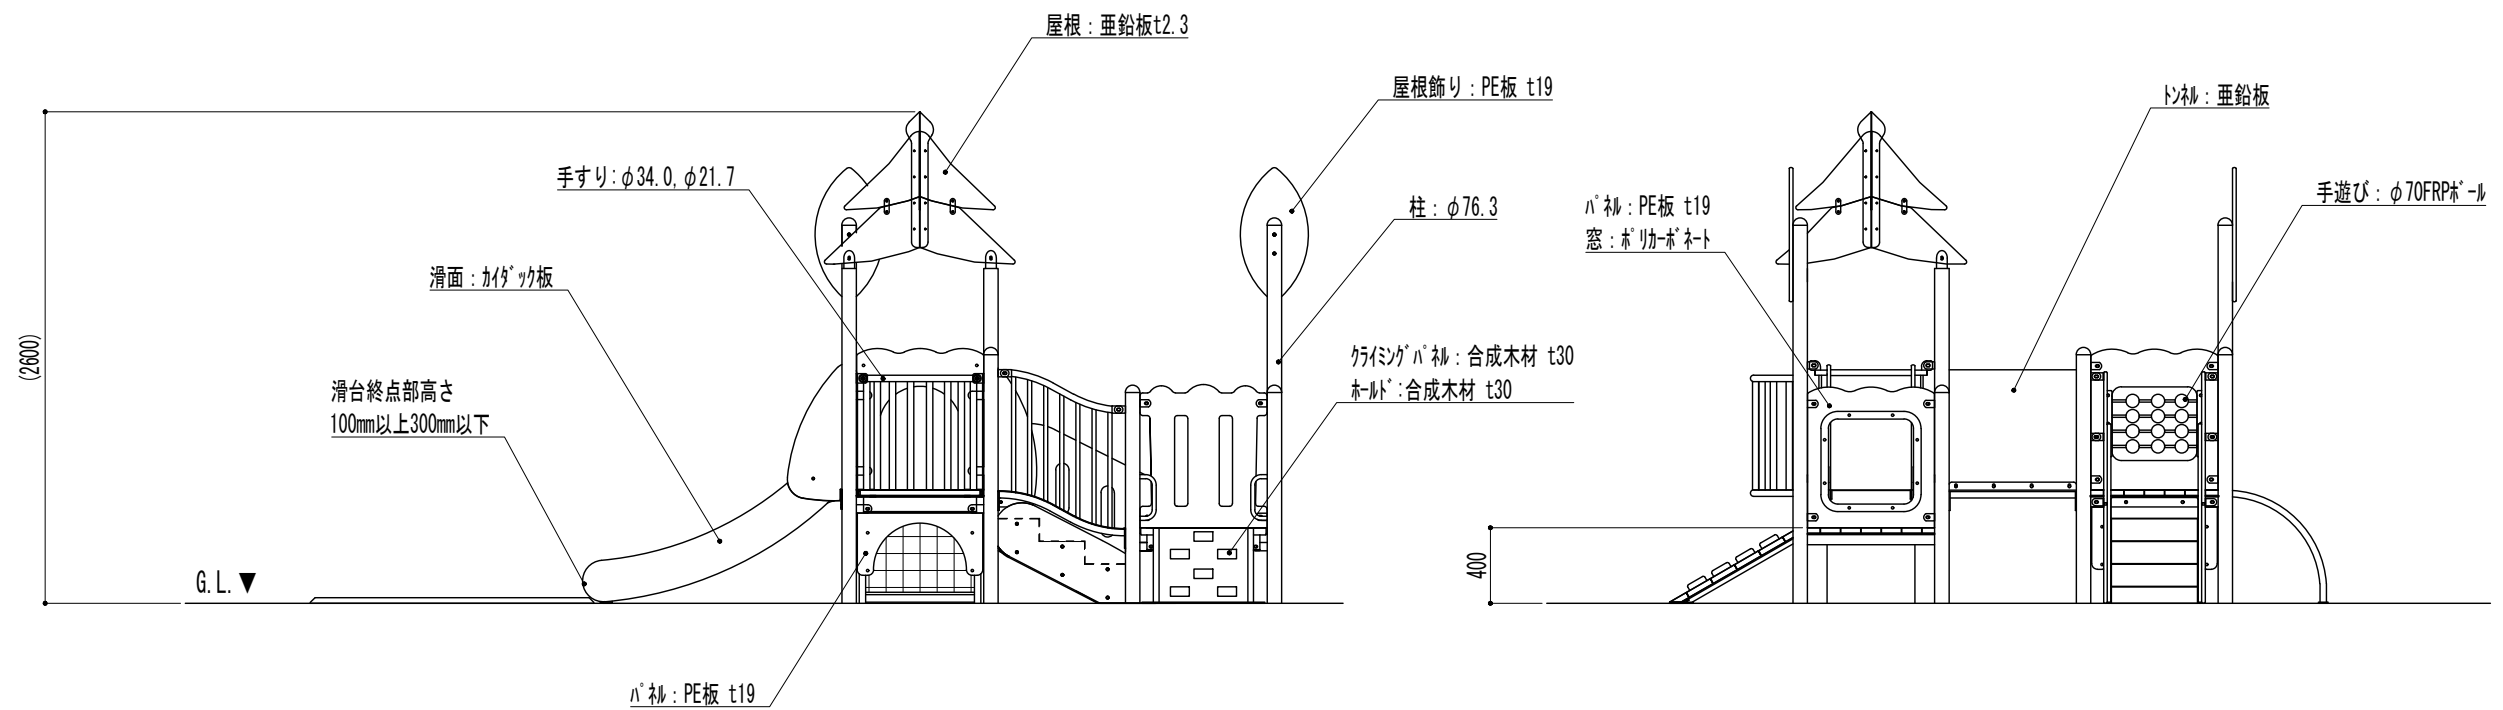 屋根：亜鉛板t2.3
屋根飾り：PE板 t19
ﾄﾝﾈﾙ：亜鉛板
手すり：φ34.0,φ21.7
柱：φ76.3
ﾊﾟﾈﾙ：PE板 t19
窓：ﾎﾟﾘｶｰﾎﾞﾈｰﾄ
手遊び：φ70FRPﾎﾞｰﾙ
滑面：ｶｲﾀﾞｯｸ板
(2600)
ｸﾗｲﾐﾝｸﾞﾊﾟﾈﾙ：合成木材 t30
ﾎｰﾙﾄﾞ：合成木材 t30
滑台終点部高さ
100mm以上300mm以下
400
G.L.▼
ﾊﾟﾈﾙ：PE板 t19